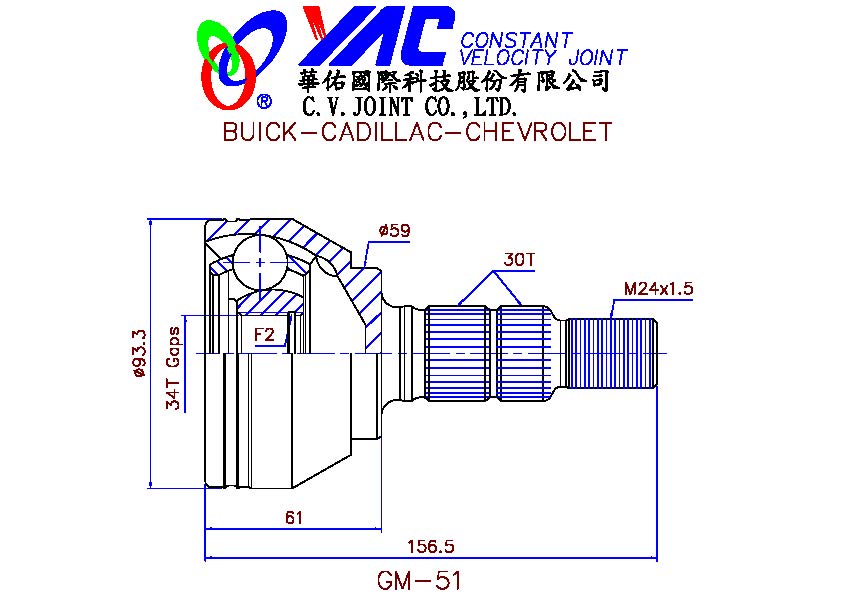 YAC CONSTANT
VELOCITY JOINT
®
華佑國際科技股份有限公司
C.V.JOINT CO.,LTD.
BUICK-CADILLAC-CHEVROLET
ø59
30T
M24x1.5
F2
ø93.3
34T Gaps
61
156.5
GM-51